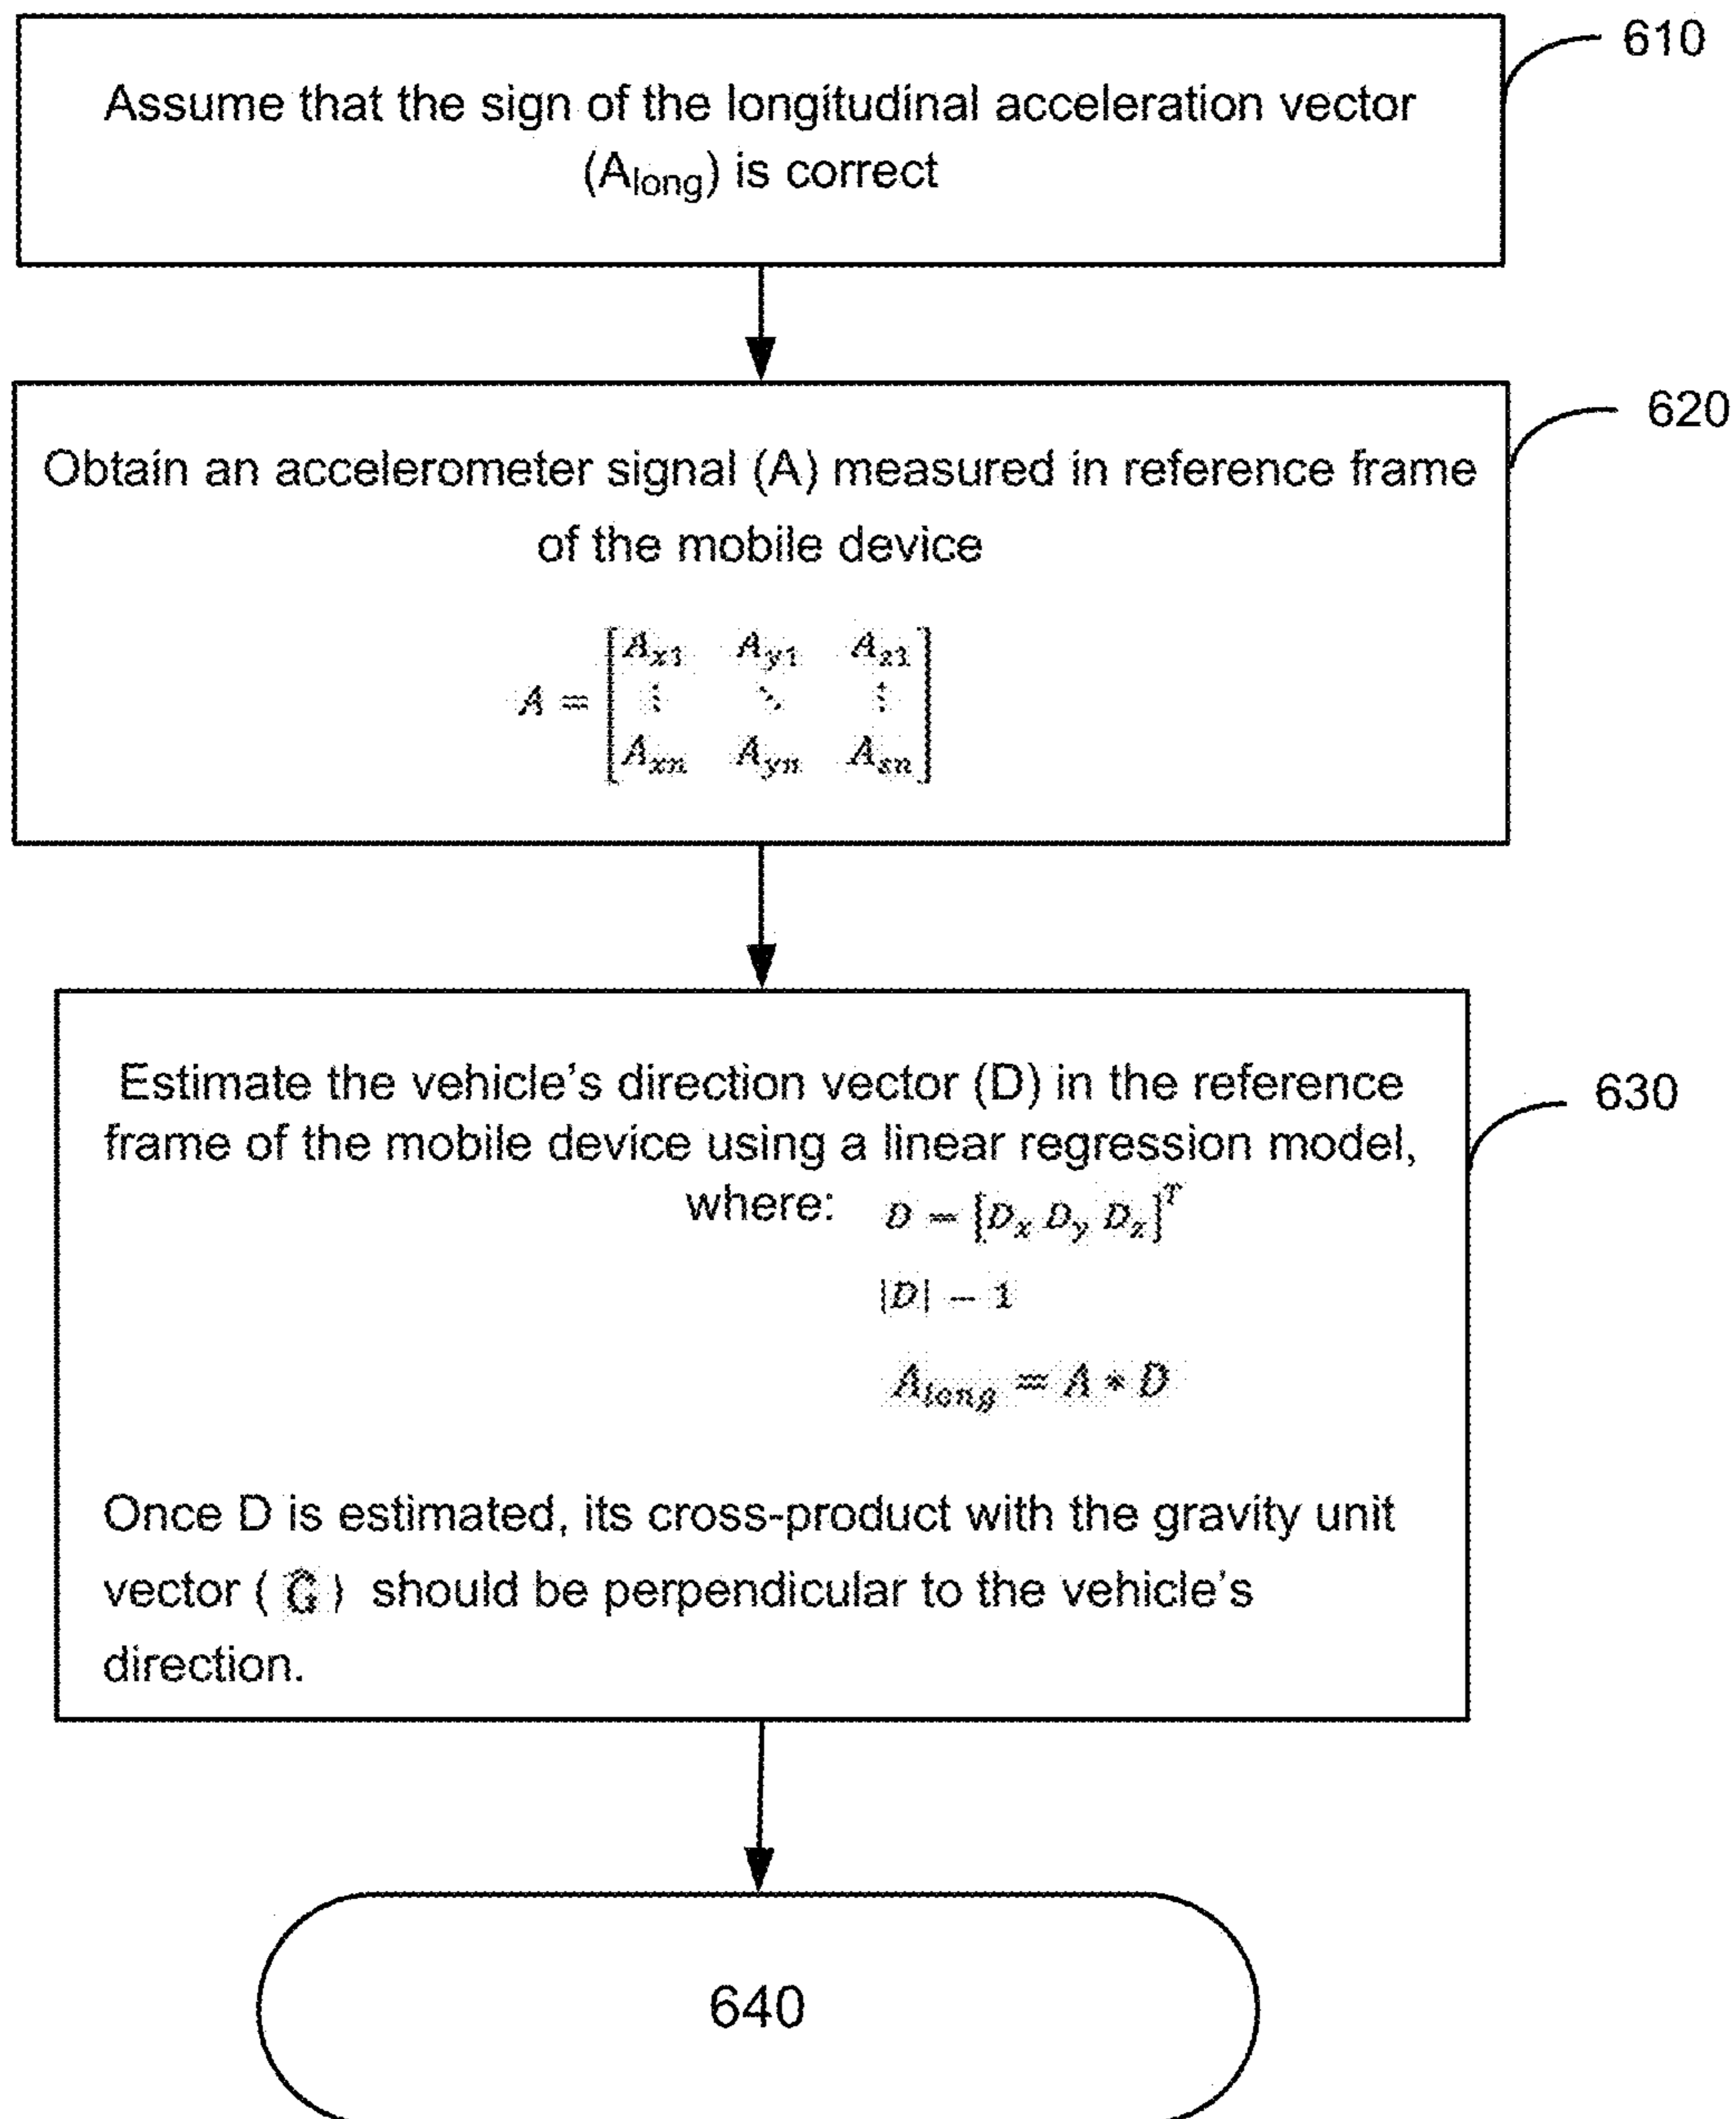 610
Assume that the sign of the longitudinal acceleration vector
(Along) is correct
620
Obtain an accelerometer signal (A) measured in reference frame
of the mobile device
A = [Ax1 Ay1 Az1
⋮ ⋱ ⋮
Axn Ayn Azn]
630
Estimate the vehicle's direction vector (D) in the reference
frame of the mobile device using a linear regression model,
where: D = [Dx Dy Dz]^T
|D| = 1
Along = A * D
Once D is estimated, its cross-product with the gravity unit
vector ( Ĝ ) should be perpendicular to the vehicle's
direction.
640